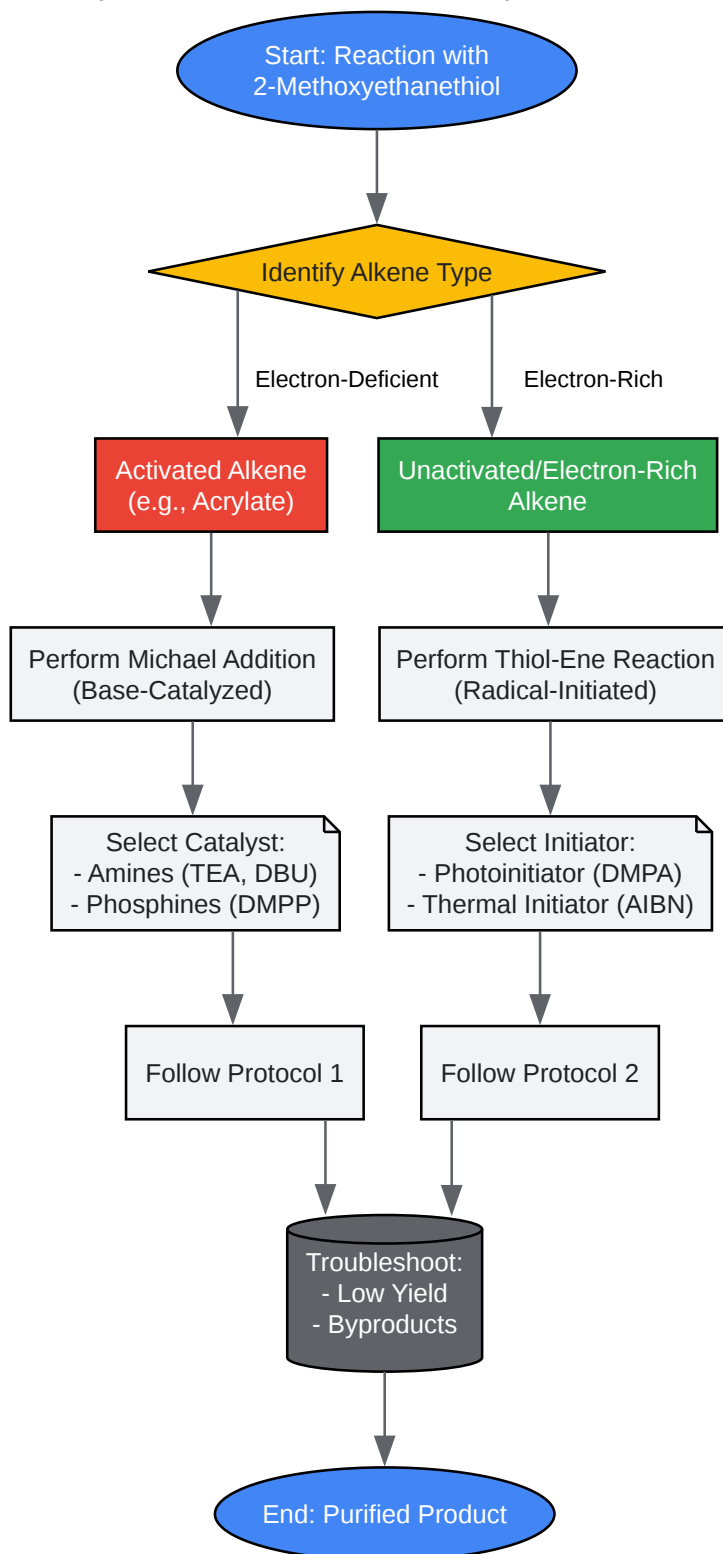 Start: Reaction with
2-Methoxyethanethiol
Identify Alkene Type
Electron-Deficient
Electron-Rich
Activated Alkene
(e.g., Acrylate)
Unactivated/Electron-Rich
Alkene
Perform Michael Addition
(Base-Catalyzed)
Perform Thiol-Ene Reaction
(Radical-Initiated)
Select Catalyst:
- Amines (TEA, DBU)
- Phosphines (DMPP)
Select Initiator:
- Photoinitiator (DMPA)
- Thermal Initiator (AIBN)
Follow Protocol 1
Follow Protocol 2
Troubleshoot:
- Low Yield
- Byproducts
End: Purified Product